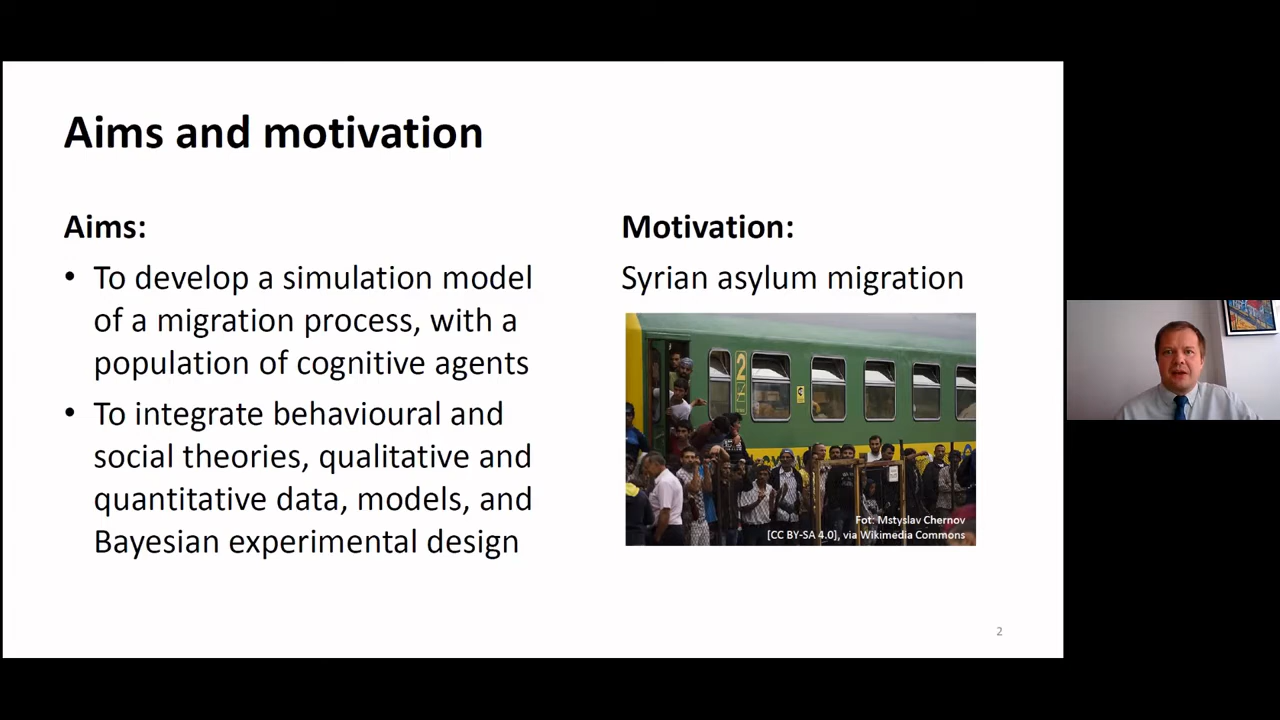 Aims and motivation
Aims:
• To develop a simulation model
of a migration process, with a
population of cognitive agents
• To integrate behavioural and
social theories, qualitative and
quantitative data, models, and
Bayesian experimental design
Motivation:
Syrian asylum migration
2
Fot: Mstyslav Chernov
[CC BY-SA 4.0], via Wikimedia Commons
2